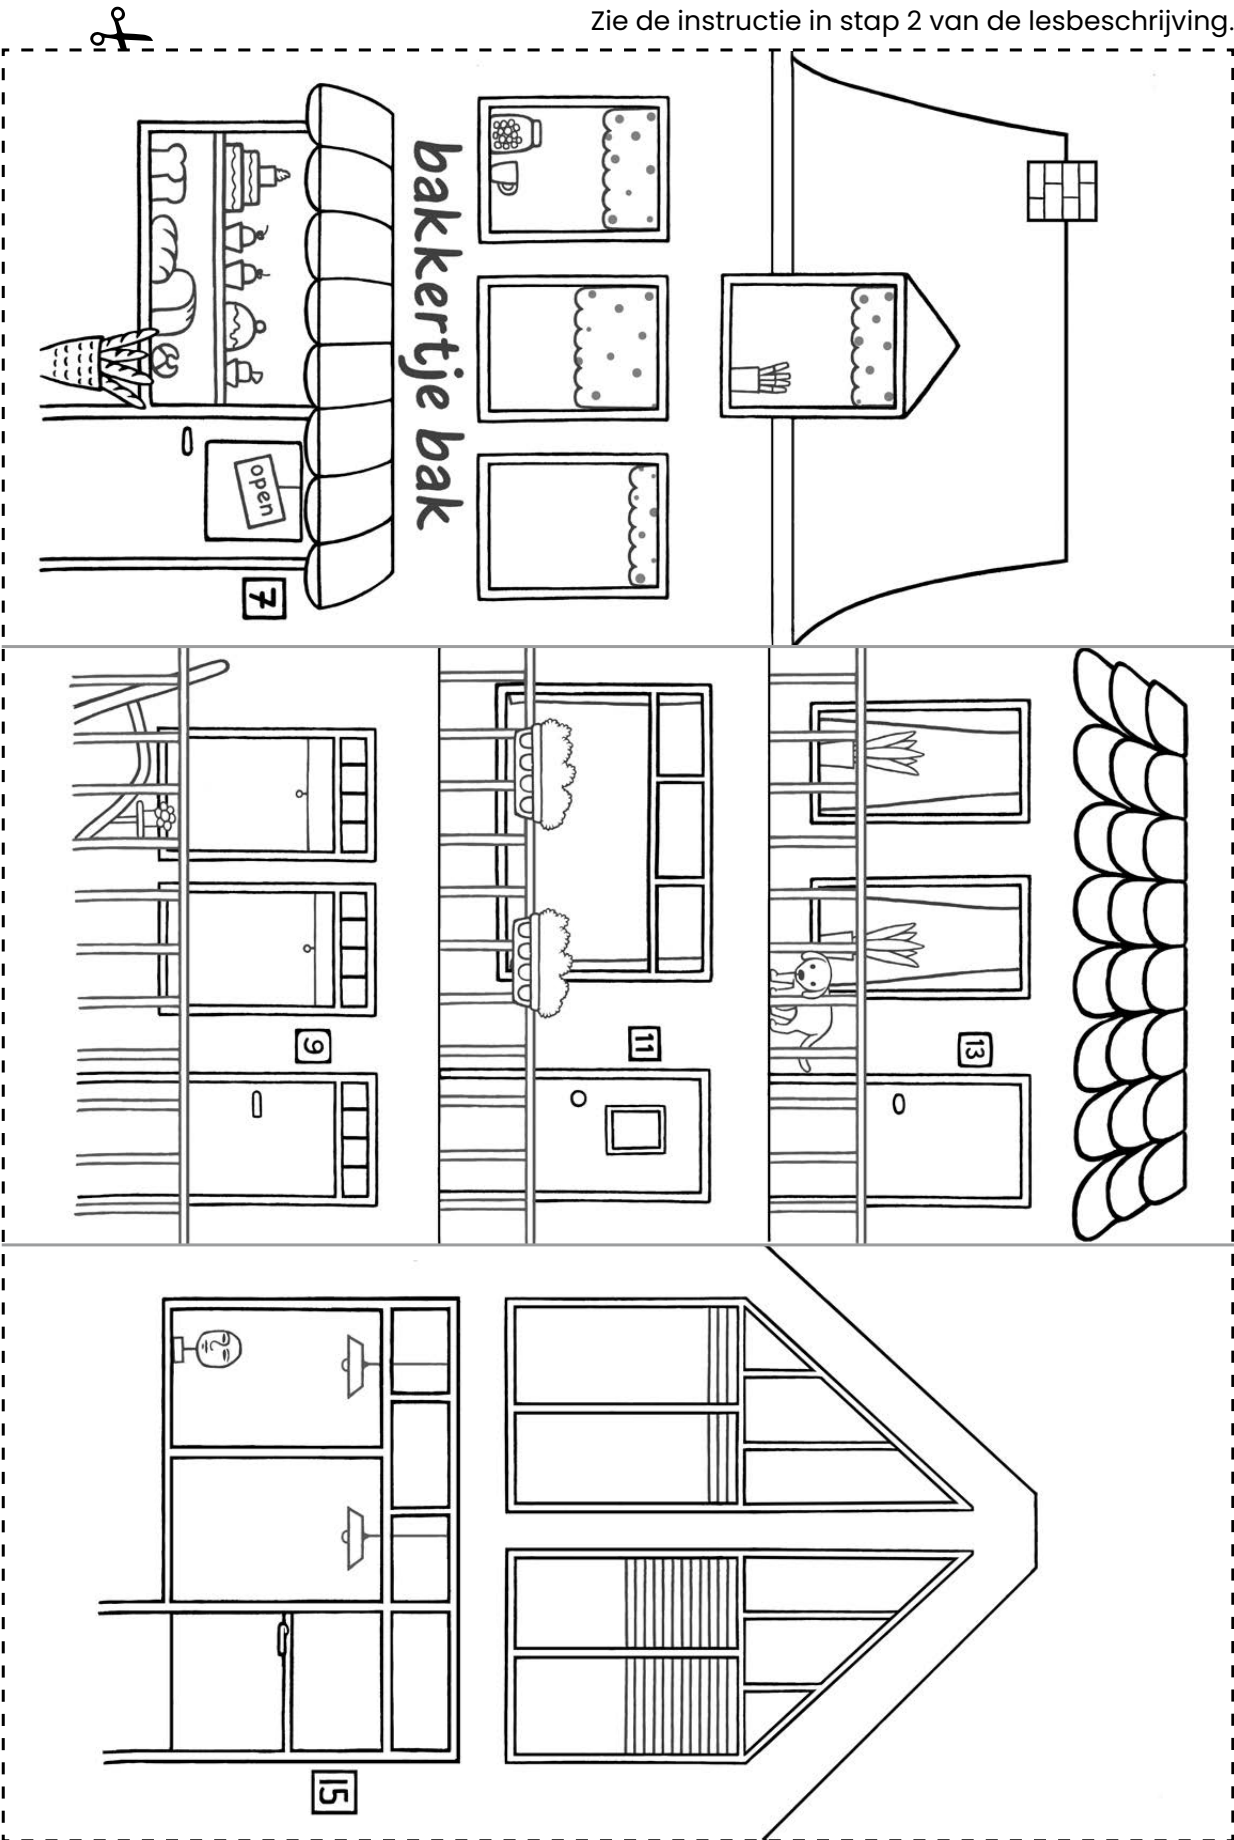 Zie de instructie in stap 2 van de lesbeschrijving.
bakkertje bak
open
7
9
11
13
15